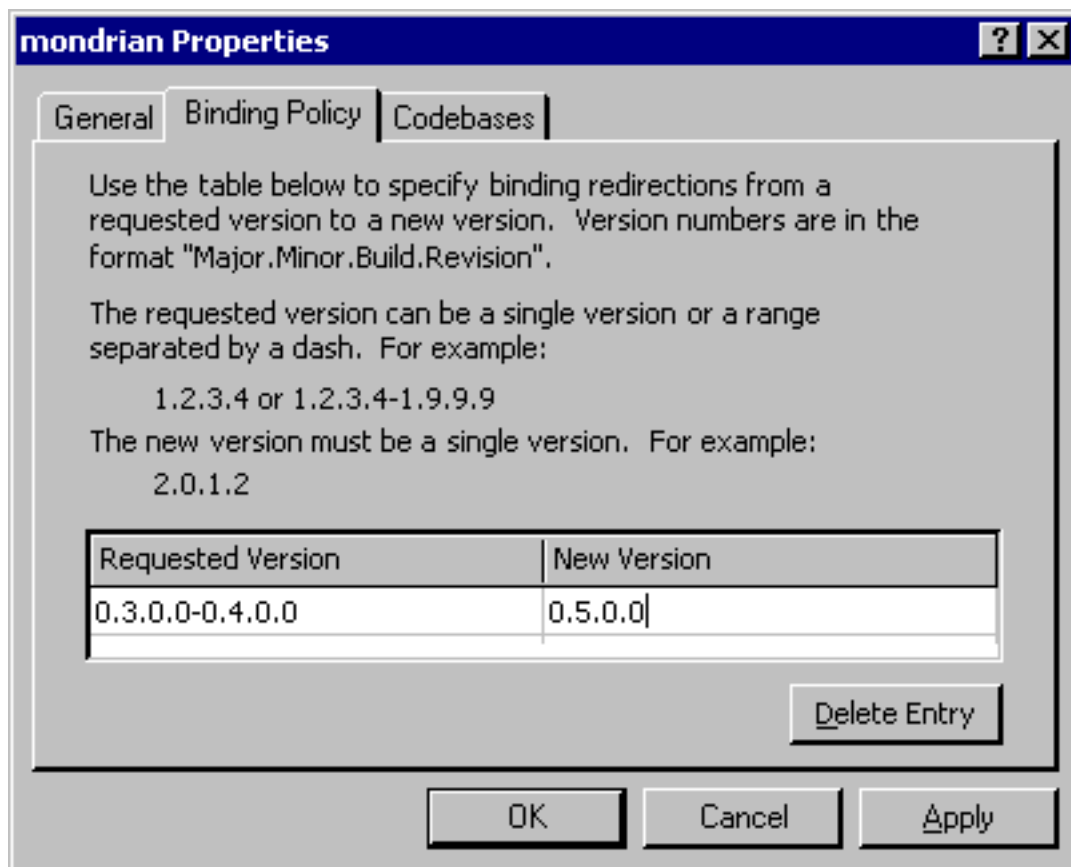 mondrian Properties
General Binding Policy Codebases
Use the table below to specify binding redirections from a
requested version to a new version.  Version numbers are in the
format "Major.Minor.Build.Revision".
The requested version can be a single version or a range
separated by a dash.  For example:
1.2.3.4 or 1.2.3.4-1.9.9.9
The new version must be a single version.  For example:
2.0.1.2
Requested Version New Version
0.3.0.0-0.4.0.0 0.5.0.0
Delete Entry
OK Cancel Apply